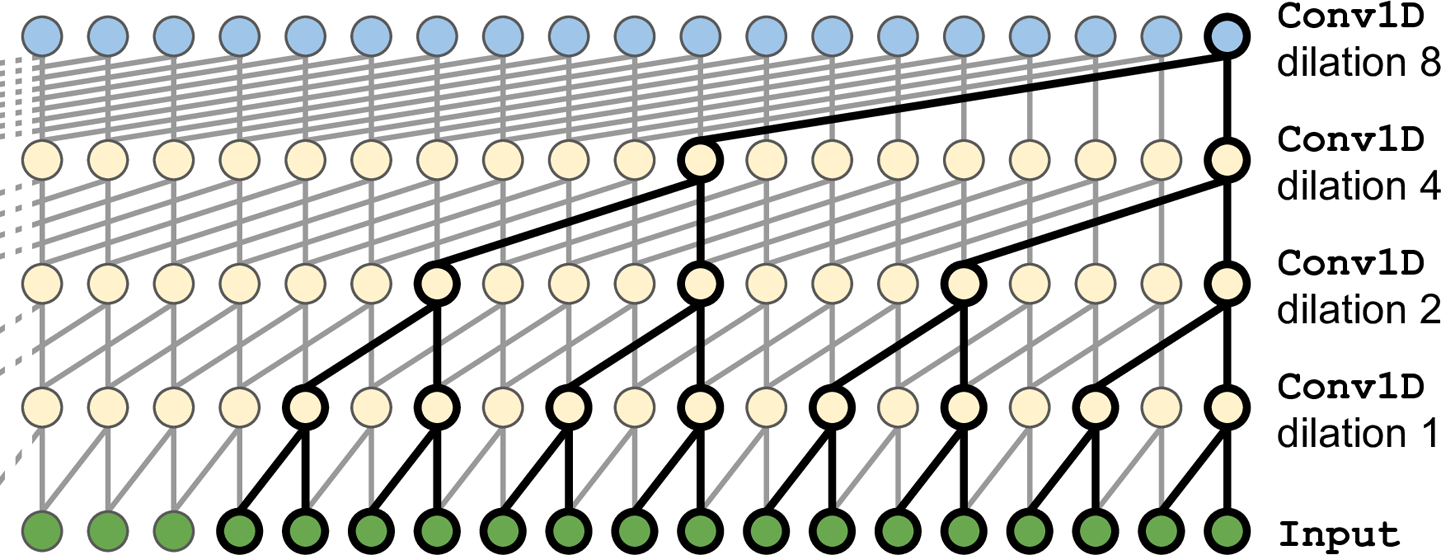 Conv1D
dilation 8
Conv1D
dilation 4
Conv1D
dilation 2
Conv1D
dilation 1
Input